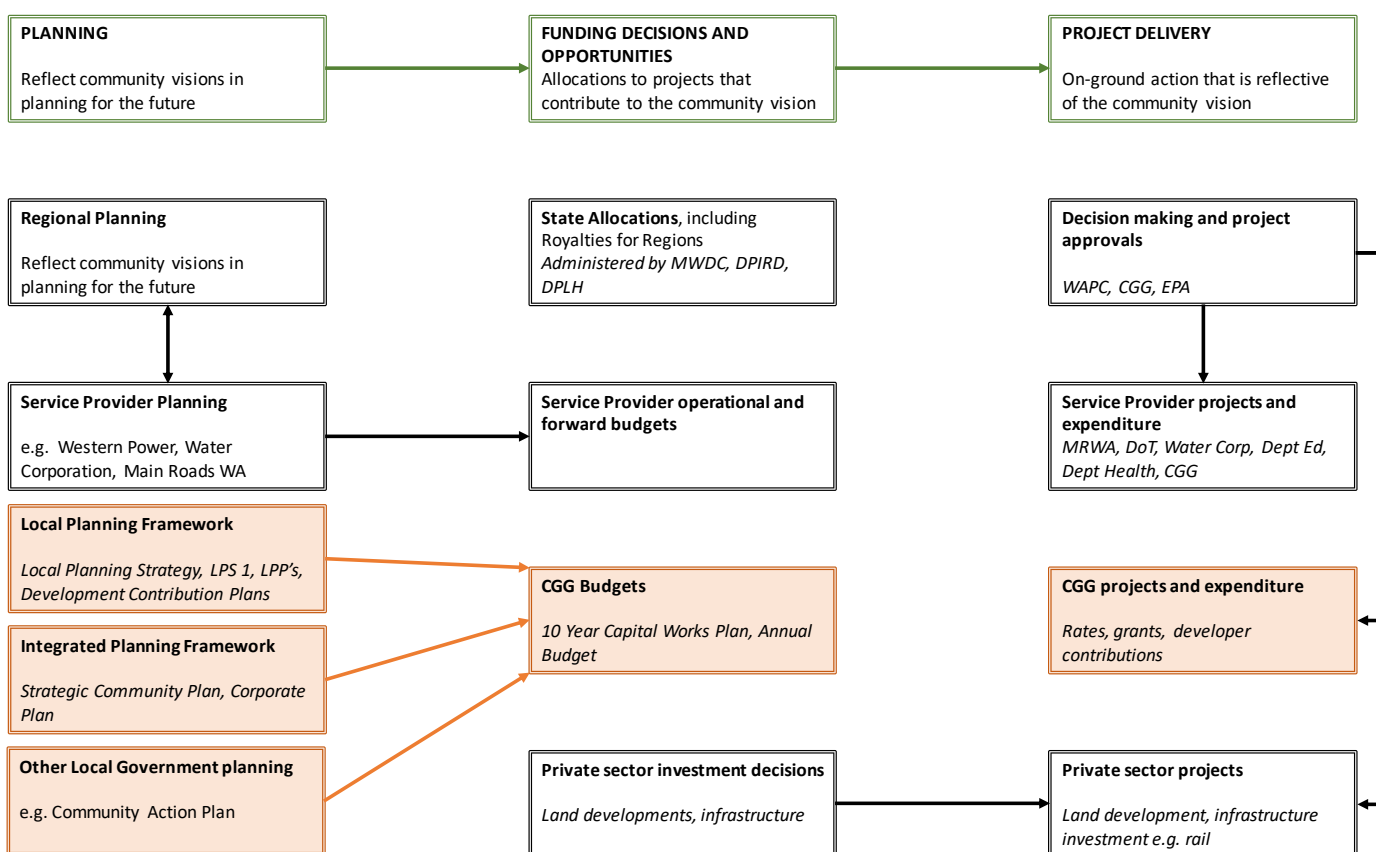 PLANNING
Reflect community visions in
planning for the future
FUNDING DECISIONS AND
OPPORTUNITIES
Allocations to projects that
contribute to the community vision
PROJECT DELIVERY
On-ground action that is reflective
of the community vision
Regional Planning
Reflect community visions in
planning for the future
State Allocations, including
Royalties for Regions
Administered by MWDC, DPIRD,
DPLH
Decision making and project
approvals
WAPC, CGG, EPA
Service Provider Planning
e.g. Western Power, Water
Corporation, Main Roads WA
Service Provider operational and
forward budgets
Service Provider projects and
expenditure
MRWA, DoT, Water Corp, Dept Ed,
Dept Health, CGG
Local Planning Framework
Local Planning Strategy, LPS 1, LPP's,
Development Contribution Plans
CGG Budgets
10 Year Capital Works Plan, Annual
Budget
CGG projects and expenditure
Rates, grants, developer
contributions
Integrated Planning Framework
Strategic Community Plan, Corporate
Plan
Other Local Government planning
e.g. Community Action Plan
Private sector investment decisions
Land developments, infrastructure
Private sector projects
Land development, infrastructure
investment e.g. rail